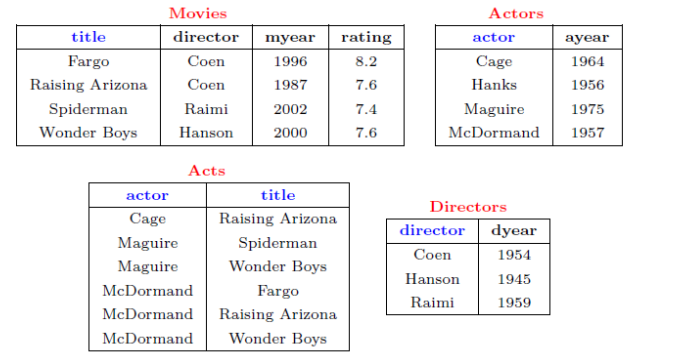 Movies
title director myear rating
Fargo Coen 1996 8.2
Raising Arizona Coen 1987 7.6
Spiderman Raimi 2002 7.4
Wonder Boys Hanson 2000 7.6
Actors
actor ayear
Cage 1964
Hanks 1956
Maguire 1975
McDormand 1957
Acts
actor title
Cage Raising Arizona
Maguire Spiderman
Maguire Wonder Boys
McDormand Fargo
McDormand Raising Arizona
McDormand Wonder Boys
Directors
director dyear
Coen 1954
Hanson 1945
Raimi 1959